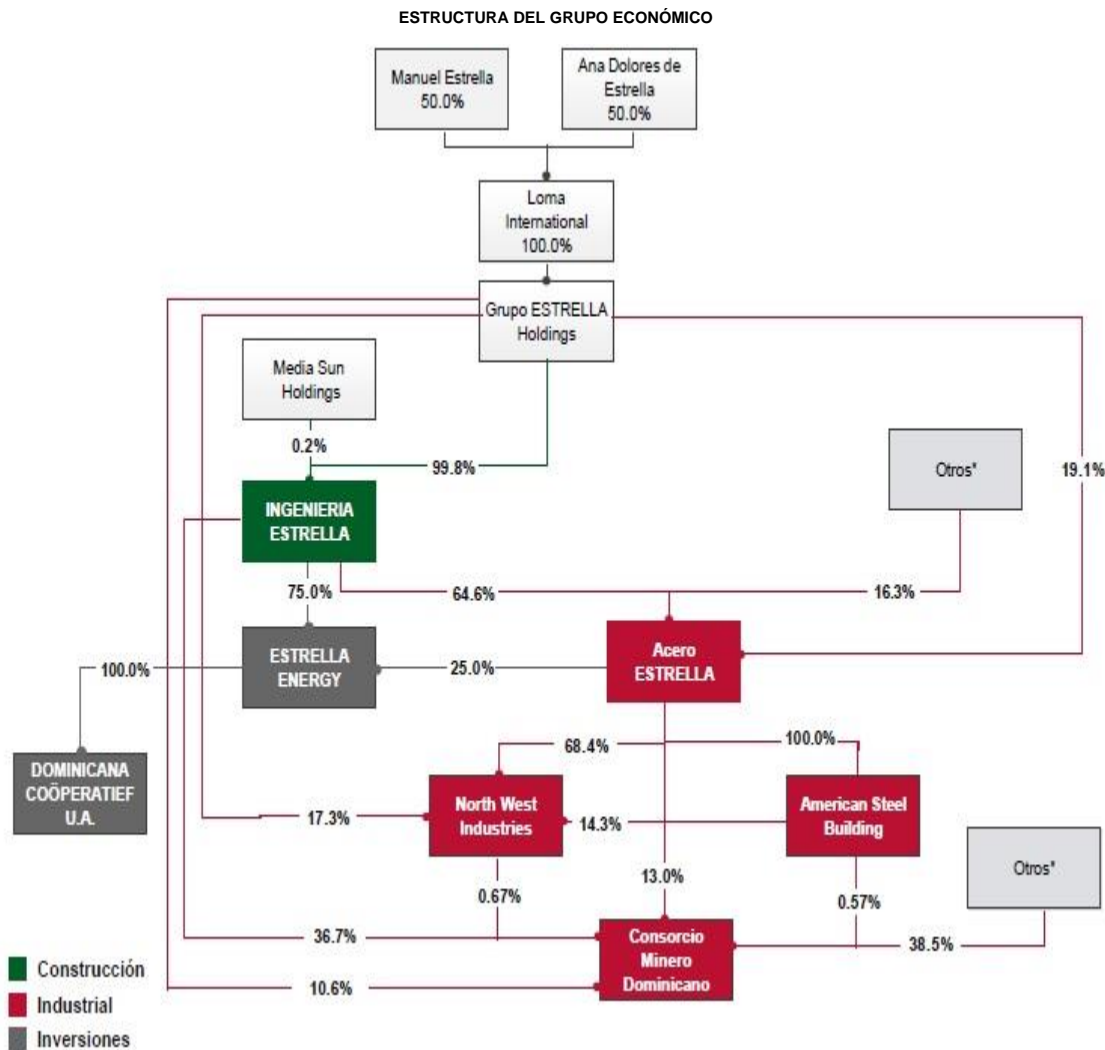 ESTRUCTURA DEL GRUPO ECONÓMICO
Manuel Estrella
50.0%
Ana Dolores de
Estrella
50.0%
Loma
International
100.0%
Grupo ESTRELLA
Holdings
Media Sun
Holdings
0.2%
99.8%
Otros*
19.1%
INGENIERIA
ESTRELLA
75.0%
64.6%
16.3%
ESTRELLA
ENERGY
Acero
ESTRELLA
100.0%
25.0%
68.4%
100.0%
DOMINICANA
COÖPERATIEF
U.A.
North West
Industries
American Steel
Building
17.3%
14.3%
Otros*
0.67%
13.0%
0.57%
36.7%
Consorcio
Minero
Dominicano
38.5%
10.6%
Construcción
Industrial
Inversiones